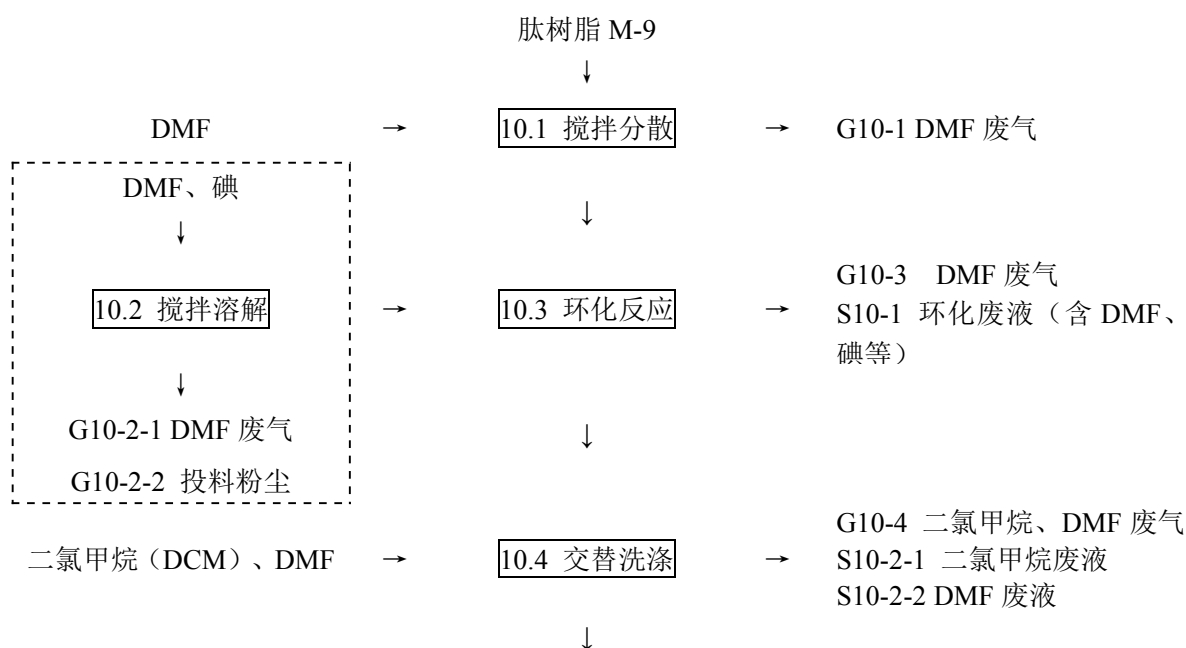 肽树脂 M-9
↓
DMF → 10.1 搅拌分散 → G10-1 DMF 废气
DMF、碘
↓
↓
10.2 搅拌溶解 → 10.3 环化反应 →
G10-3 DMF 废气
S10-1 环化废液（含 DMF、
碘等）
↓
G10-2-1 DMF 废气
G10-2-2 投料粉尘
↓
二氯甲烷（DCM）、DMF → 10.4 交替洗涤 →
G10-4 二氯甲烷、DMF 废气
S10-2-1 二氯甲烷废液
S10-2-2 DMF 废液
↓